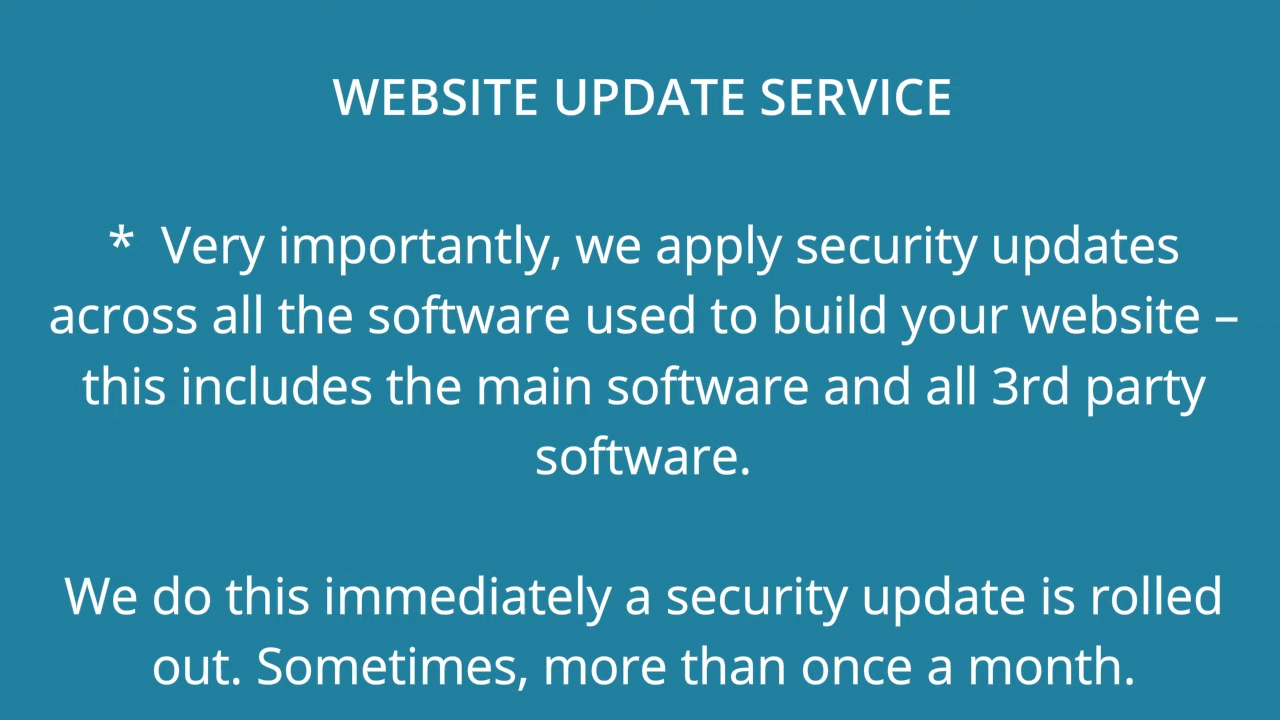 WEBSITE UPDATE SERVICE
* Very importantly, we apply security updates
across all the software used to build your website –
this includes the main software and all 3rd party
software.
We do this immediately a security update is rolled
out. Sometimes, more than once a month.